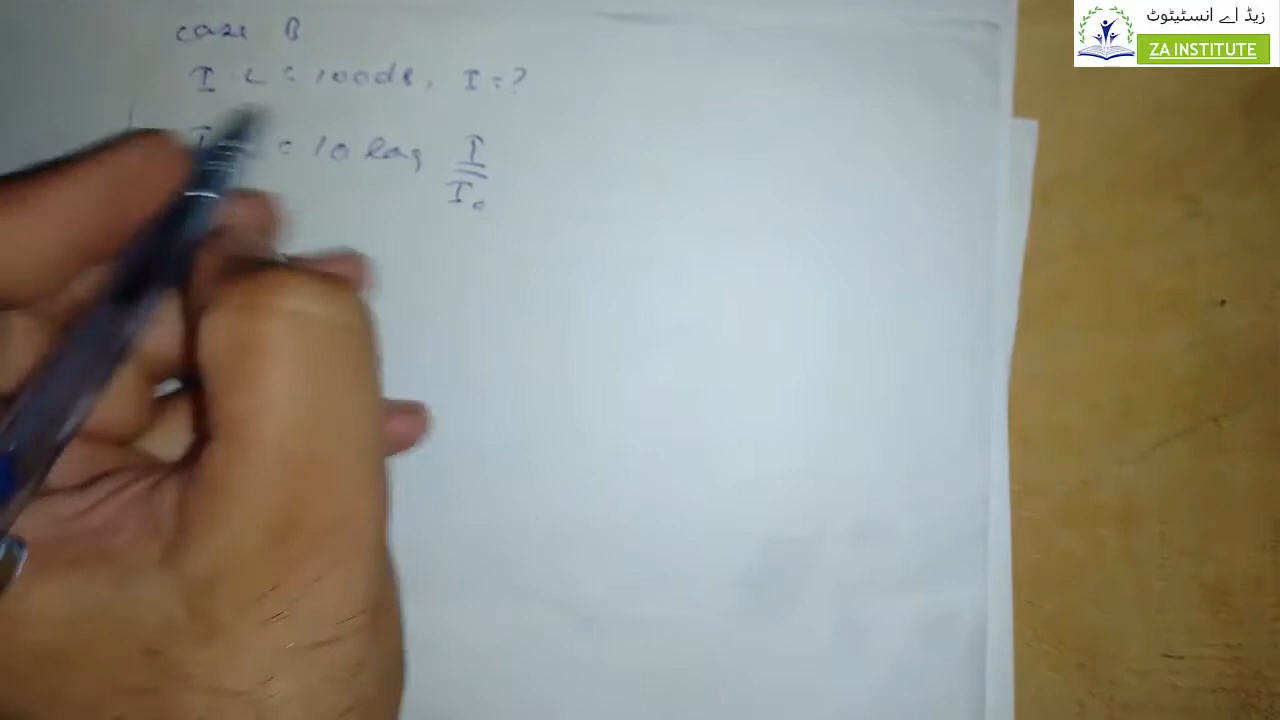 زیڈ اے انسٹیٹوٹ
ZA INSTITUTE
case B
I L = 100dB, I = ?
I = 10 log I/I₀